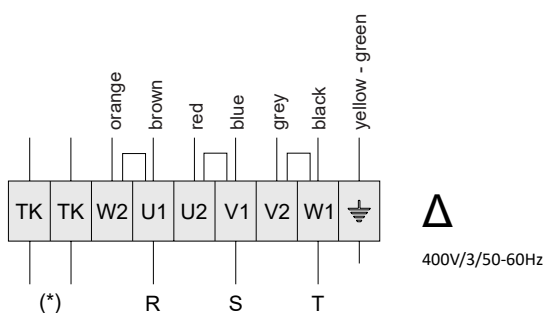 orange brown red blue grey black yellow - green
TK TK W2 U1 U2 V1 V2 W1
Δ
400V/3/50-60Hz
(*) R S T